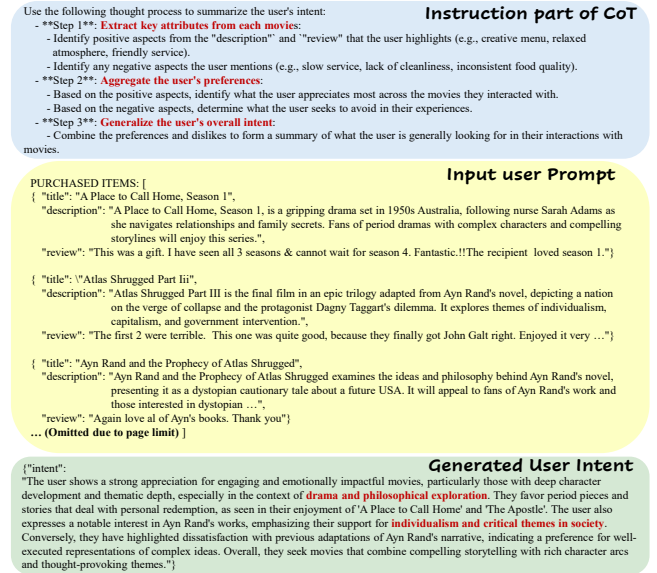 Instruction part of CoT
Use the following thought process to summarize the user's intent:
- **Step 1**: Extract key attributes from each movies:
- Identify positive aspects from the "description"` and `"review" that the user highlights (e.g., creative menu, relaxed
atmosphere, friendly service).
- Identify any negative aspects the user mentions (e.g., slow service, lack of cleanliness, inconsistent food quality).
- **Step 2**: Aggregate the user's preferences:
- Based on the positive aspects, identify what the user appreciates most across the movies they interacted with.
- Based on the negative aspects, determine what the user seeks to avoid in their experiences.
- **Step 3**: Generalize the user's overall intent:
- Combine the preferences and dislikes to form a summary of what the user is generally looking for in their interactions with
movies.
Input user Prompt
PURCHASED ITEMS: [
{ "title": "A Place to Call Home, Season 1",
"description": "A Place to Call Home, Season 1, is a gripping drama set in 1950s Australia, following nurse Sarah Adams as
she navigates relationships and family secrets. Fans of period dramas with complex characters and compelling
storylines will enjoy this series.",
"review": "This was a gift. I have seen all 3 seasons & cannot wait for season 4. Fantastic.!!The recipient loved season 1."}
{ "title": \"Atlas Shrugged Part Iii",
"description": "Atlas Shrugged Part III is the final film in an epic trilogy adapted from Ayn Rand's novel, depicting a nation
on the verge of collapse and the protagonist Dagny Taggart's dilemma. It explores themes of individualism,
capitalism, and government intervention.",
"review": "The first 2 were terrible. This one was quite good, because they finally got John Galt right. Enjoyed it very …"}
{ "title": "Ayn Rand and the Prophecy of Atlas Shrugged",
"description": "Ayn Rand and the Prophecy of Atlas Shrugged examines the ideas and philosophy behind Ayn Rand's novel,
presenting it as a dystopian cautionary tale about a future USA. It will appeal to fans of Ayn Rand's work and
those interested in dystopian …",
"review": "Again love al of Ayn's books. Thank you"}
… (Omitted due to page limit) ]
Generated User Intent
{"intent":
"The user shows a strong appreciation for engaging and emotionally impactful movies, particularly those with deep character
development and thematic depth, especially in the context of drama and philosophical exploration. They favor period pieces and
stories that deal with personal redemption, as seen in their enjoyment of 'A Place to Call Home' and 'The Apostle'. The user also
expresses a notable interest in Ayn Rand's works, emphasizing their support for individualism and critical themes in society.
Conversely, they have highlighted dissatisfaction with previous adaptations of Ayn Rand's narrative, indicating a preference for well-
executed representations of complex ideas. Overall, they seek movies that combine compelling storytelling with rich character arcs
and thought-provoking themes."}